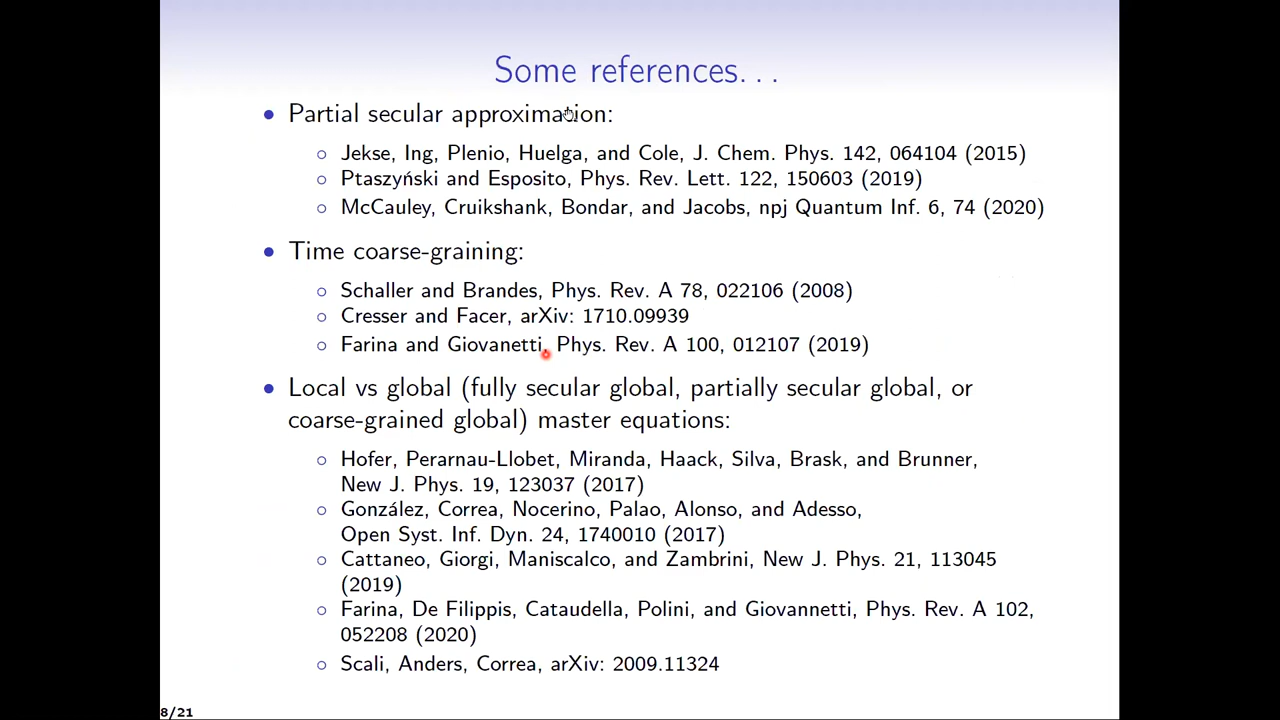 Some references...
• Partial secular approximation:
○ Jekse, Ing, Plenio, Huelga, and Cole, J. Chem. Phys. 142, 064104 (2015)
○ Ptaszyński and Esposito, Phys. Rev. Lett. 122, 150603 (2019)
○ McCauley, Cruikshank, Bondar, and Jacobs, npj Quantum Inf. 6, 74 (2020)
• Time coarse-graining:
○ Schaller and Brandes, Phys. Rev. A 78, 022106 (2008)
○ Cresser and Facer, arXiv: 1710.09939
○ Farina and Giovanetti, Phys. Rev. A 100, 012107 (2019)
• Local vs global (fully secular global, partially secular global, or
coarse-grained global) master equations:
○ Hofer, Perarnau-Llobet, Miranda, Haack, Silva, Brask, and Brunner,
New J. Phys. 19, 123037 (2017)
○ González, Correa, Nocerino, Palao, Alonso, and Adesso,
Open Syst. Inf. Dyn. 24, 1740010 (2017)
○ Cattaneo, Giorgi, Maniscalco, and Zambrini, New J. Phys. 21, 113045
(2019)
○ Farina, De Filippis, Cataudella, Polini, and Giovannetti, Phys. Rev. A 102,
052208 (2020)
○ Scali, Anders, Correa, arXiv: 2009.11324
8/21